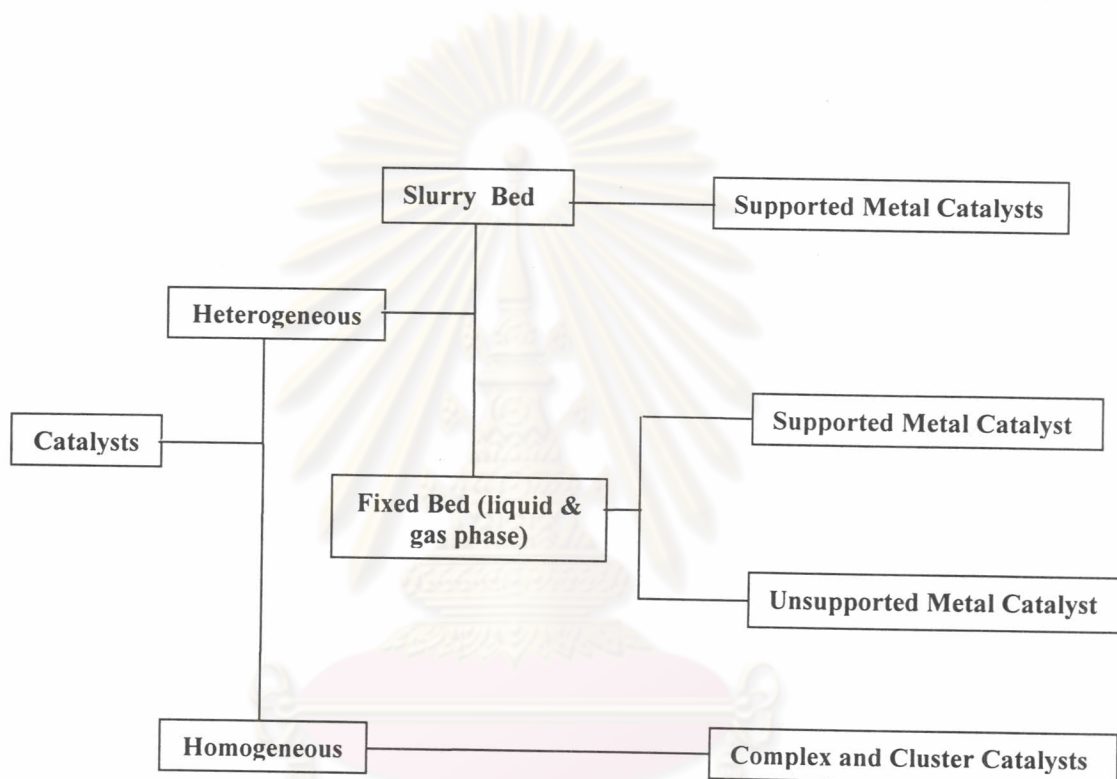 Slurry Bed
Supported Metal Catalysts
Heterogeneous
Catalysts
Supported Metal Catalyst
Fixed Bed (liquid &
gas phase)
Unsupported Metal Catalyst
Homogeneous
Complex and Cluster Catalysts